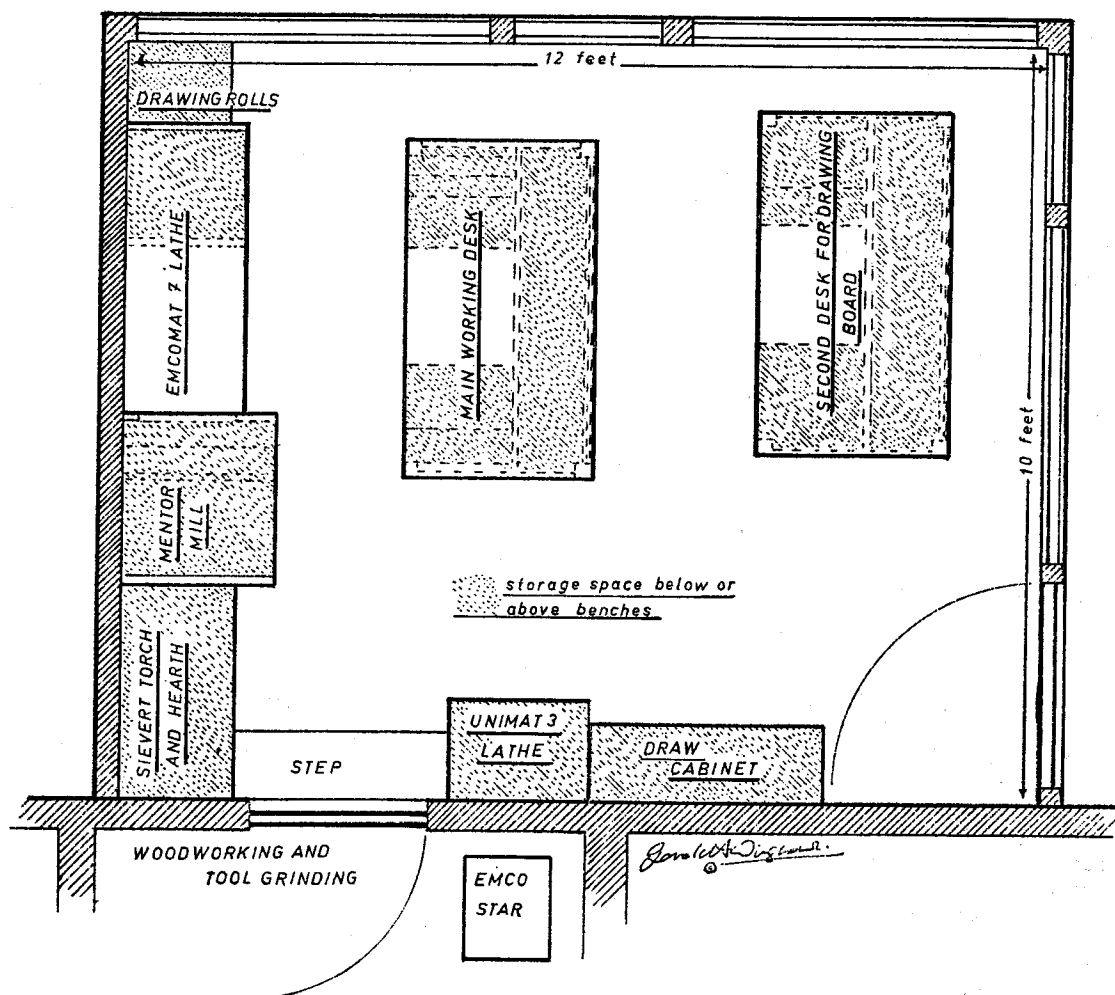 12 feet
DRAWING ROLLS
EMCOMAT 7 LATHE
MAIN WORKING DESK
SECOND DESK FOR DRAWING
BOARD
10 feet
MENTOR
MILL
storage space below or
above benches
SIEVERT TORCH
AND HEARTH
STEP
UNIMAT 3
LATHE
DRAW
CABINET
WOODWORKING AND
TOOL GRINDING
EMCO
STAR
©